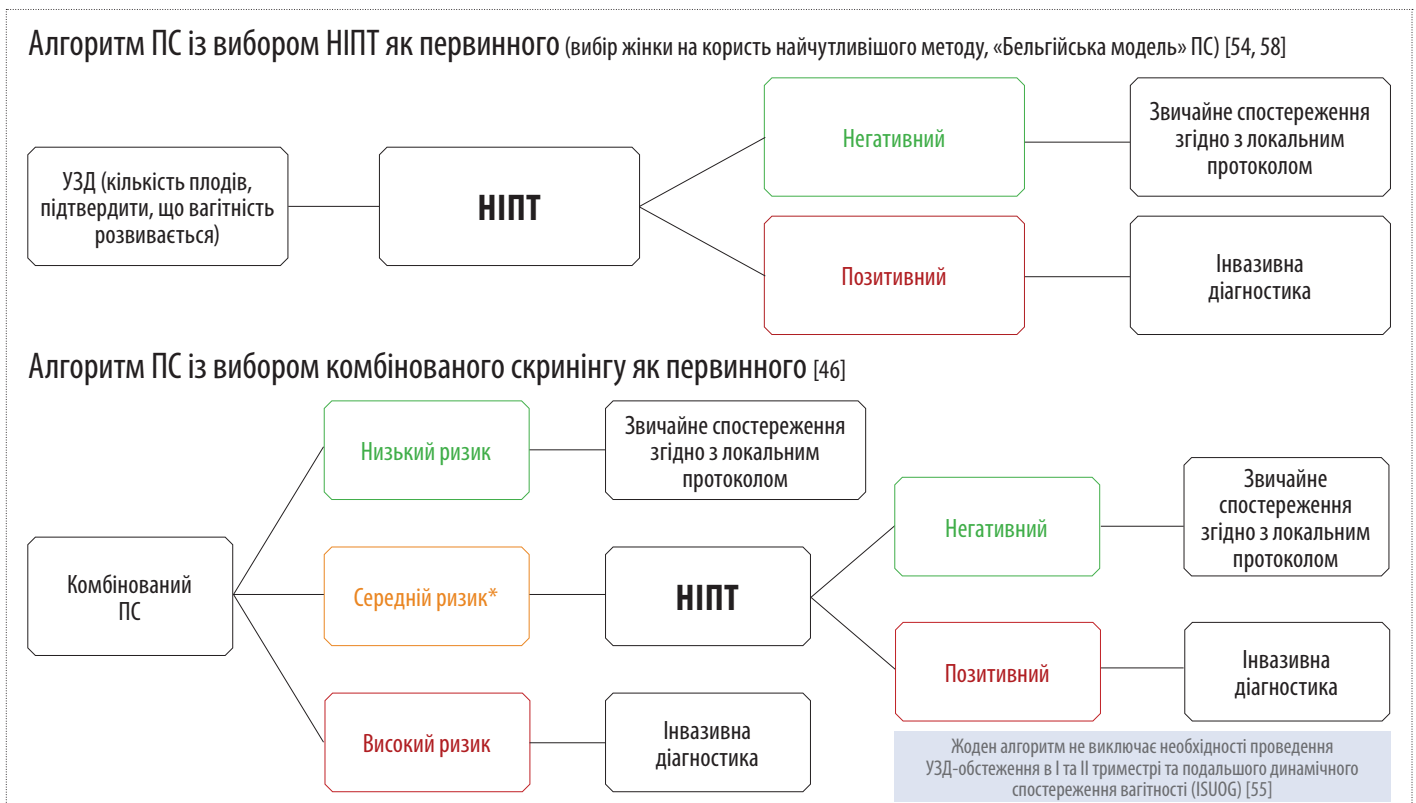 Алгоритм ПС із вибором НІПТ як первинного (вибір жінки на користь найчутливішого методу, «Бельгійська модель» ПС) [54, 58]
УЗД (кількість плодів,
підтвердити, що вагітність
розвивається)
НІПТ
Негативний
Звичайне спостереження
згідно з локальним
протоколом
Позитивний
Інвазивна
діагностика
Алгоритм ПС із вибором комбінованого скринінгу як первинного [46]
Комбінований
ПС
Низький ризик
Звичайне спостереження
згідно з локальним
протоколом
Середній ризик*
НІПТ
Негативний
Звичайне
спостереження
згідно з локальним
протоколом
Позитивний
Інвазивна
діагностика
Високий ризик
Інвазивна
діагностика
Жоден алгоритм не виключає необхідності проведення
УЗД-обстеження в І та ІІ триместрі та подальшого динамічного
спостереження вагітності (ISUOG) [55]